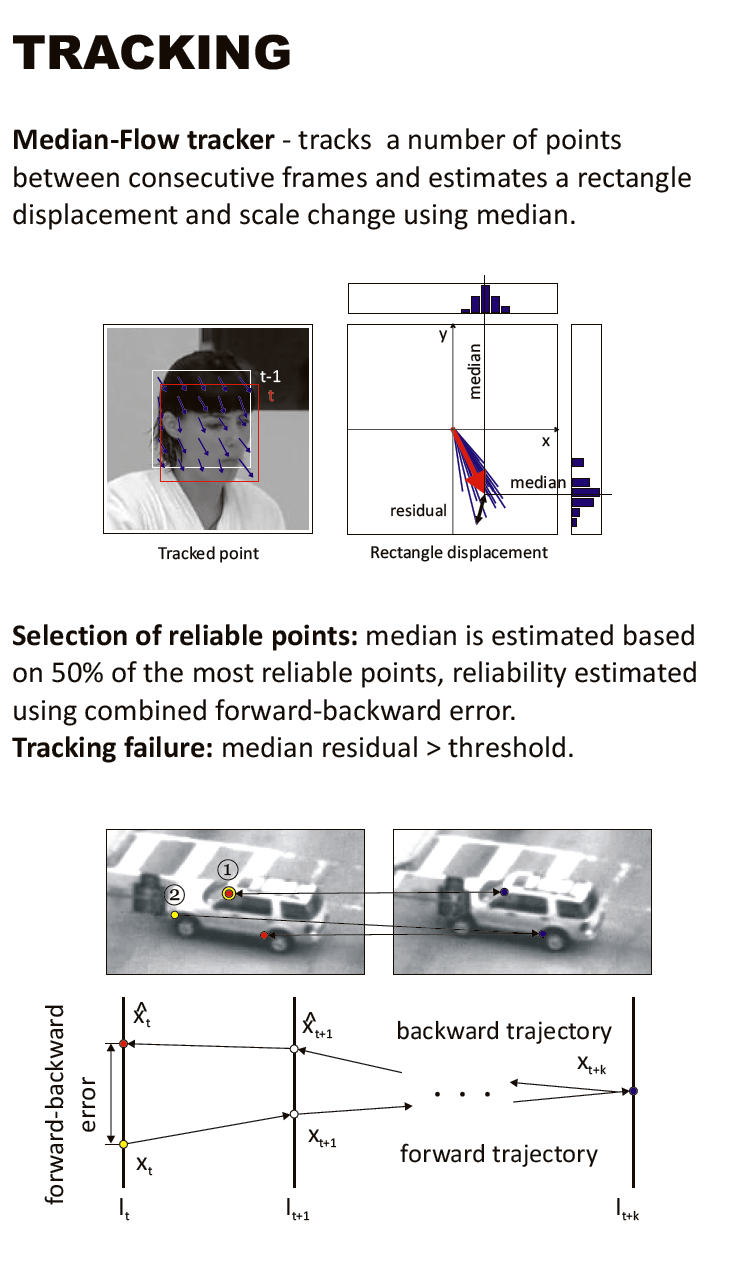 TRACKING
Median-Flow tracker - tracks a number of points
between consecutive frames and estimates a rectangle
displacement and scale change using median.
t-1
t
y
median
x
median
residual
Tracked point
Rectangle displacement
Selection of reliable points: median is estimated based
on 50% of the most reliable points, reliability estimated
using combined forward-backward error.
Tracking failure: median residual > threshold.
①
②
forward-backward
error
x̂t
x̂t+1
backward trajectory
xt+k
xt
xt+1
. . .
forward trajectory
It
It+1
It+k